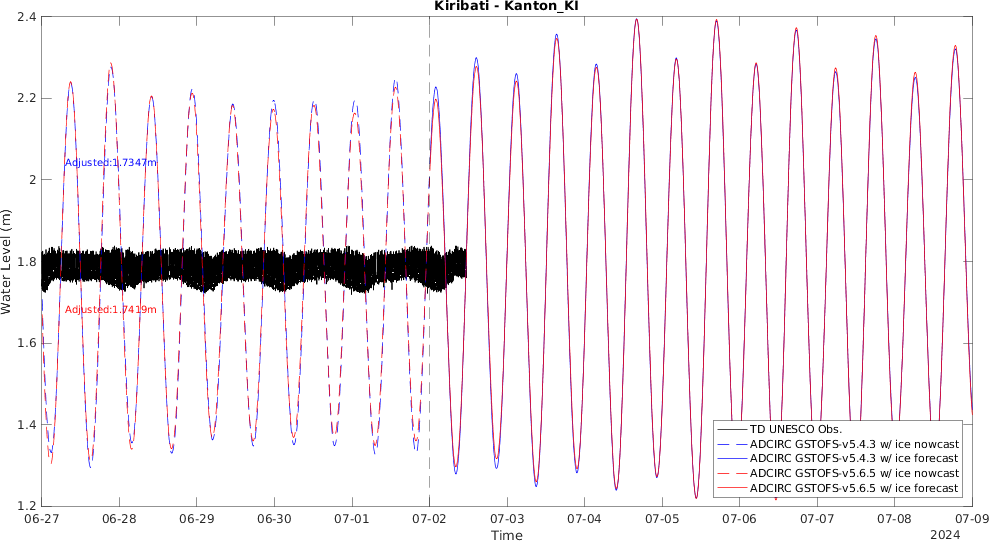 Kiribati - Kanton_KI
2.4
2.2
2
1.8
1.6
1.4
1.2
Water Level (m)
Adjusted:1.7347m
Adjusted:1.7419m
TD UNESCO Obs.
ADCIRC GSTOFS-v5.4.3 w/ ice nowcast
ADCIRC GSTOFS-v5.4.3 w/ ice forecast
ADCIRC GSTOFS-v5.6.5 w/ ice nowcast
ADCIRC GSTOFS-v5.6.5 w/ ice forecast
06-27 06-28 06-29 06-30 07-01 07-02 07-03 07-04 07-05 07-06 07-07 07-08 07-09
Time
2024